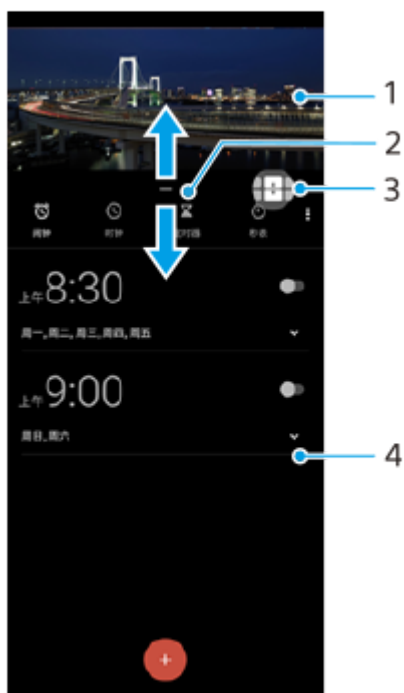 1
2
3
闹钟 时钟 定时器 秒表
上午8:30
周一, 周二, 周三, 周四, 周五
上午9:00
周日, 周六
4